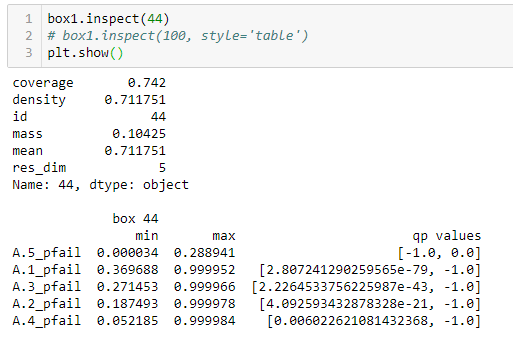 1 box1.inspect(44)
2 # box1.inspect(100, style='table')
3 plt.show()
coverage 0.742
density 0.711751
id 44
mass 0.10425
mean 0.711751
res_dim 5
Name: 44, dtype: object
box 44
min max qp values
A.5_pfail 0.000034 0.288941 [-1.0, 0.0]
A.1_pfail 0.369688 0.999952 [2.807241290259565e-79, -1.0]
A.3_pfail 0.271453 0.999966 [2.2264533756225987e-43, -1.0]
A.2_pfail 0.187493 0.999978 [4.092593432878328e-21, -1.0]
A.4_pfail 0.052185 0.999984 [0.006022621081432368, -1.0]